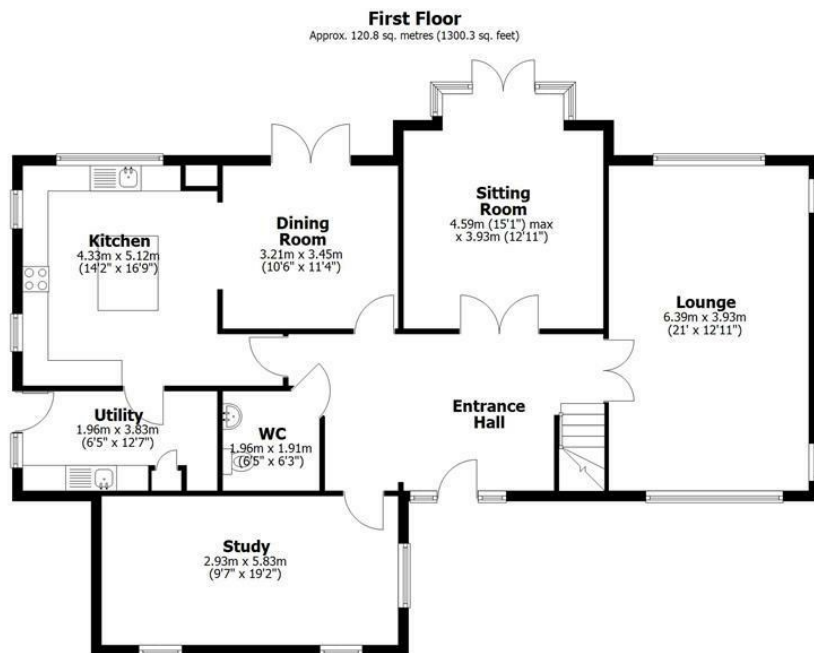 First Floor
Approx. 120.8 sq. metres (1300.3 sq. feet)
Kitchen
4.33m x 5.12m
(14'2" x 16'9")
Dining
Room
3.21m x 3.45m
(10'6" x 11'4")
Sitting
Room
4.59m (15'1") max
x 3.93m (12'11")
Lounge
6.39m x 3.93m
(21' x 12'11")
Utility
1.96m x 3.83m
(6'5" x 12'7")
WC
1.96m x 1.91m
(6'5" x 6'3")
Entrance
Hall
Study
2.93m x 5.83m
(9'7" x 19'2")